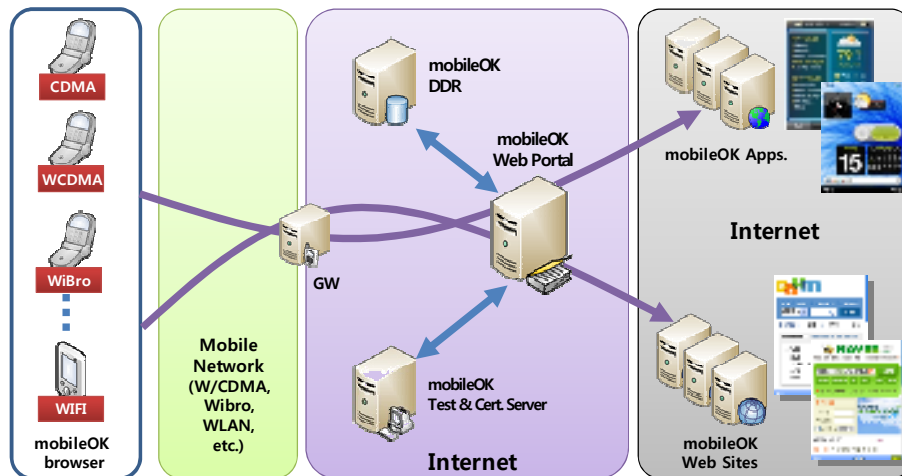 CDMA
WCDMA
WiBro
WIFI
mobileOK
browser
Mobile
Network
(W/CDMA,
Wibro,
WLAN,
etc.)
GW
mobileOK
DDR
mobileOK
Web Portal
mobileOK
Test & Cert. Server
Internet
mobileOK Apps.
15
Internet
mobileOK
Web Sites